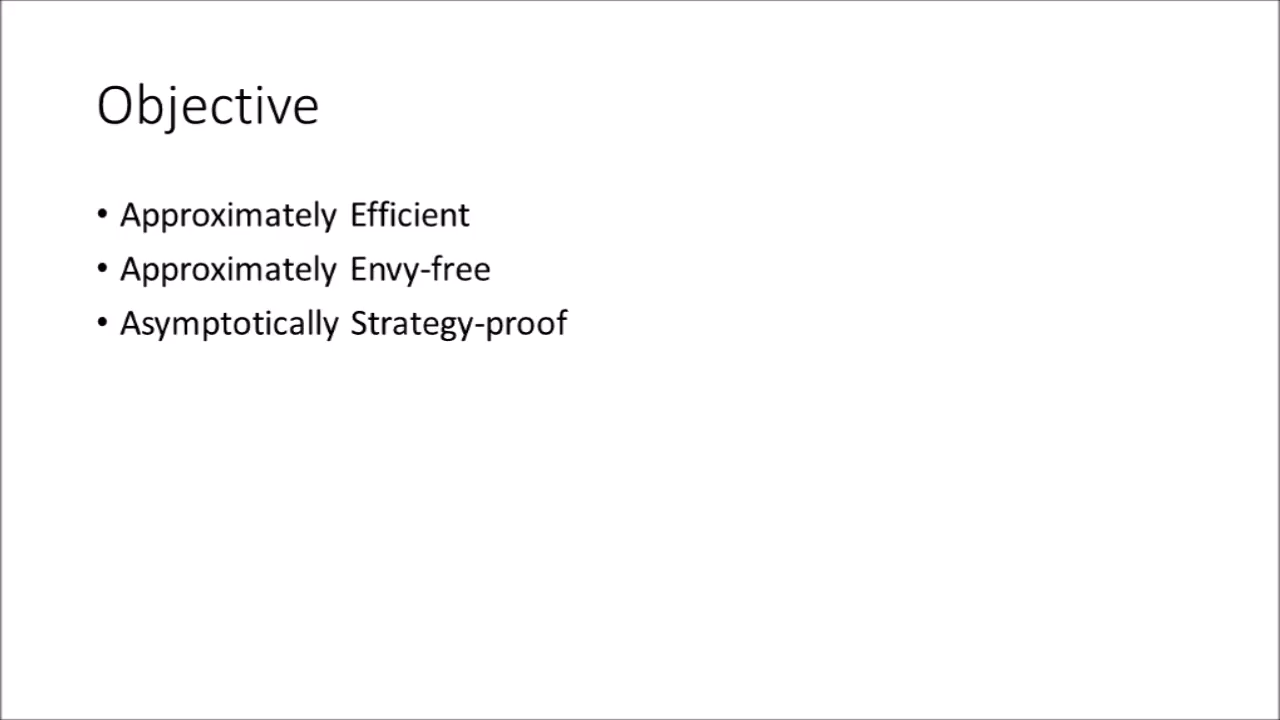 Objective
• Approximately Efficient
• Approximately Envy-free
• Asymptotically Strategy-proof